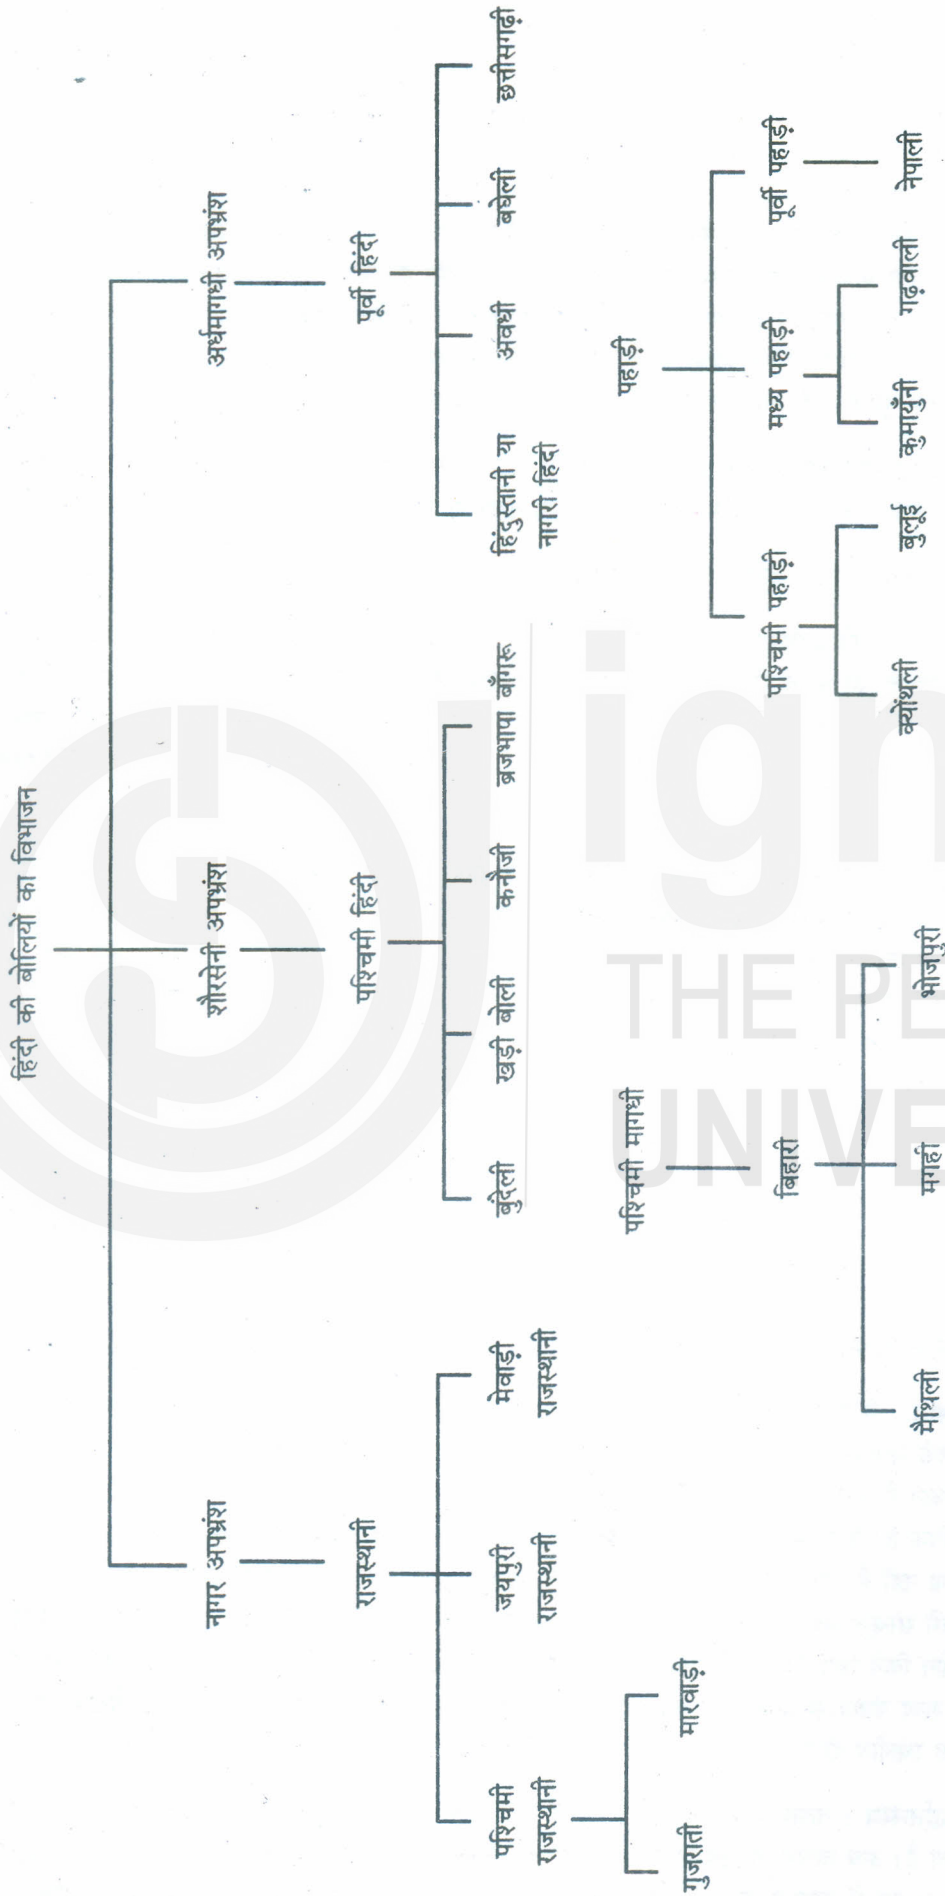 हिंदी की बोलियों का विभाजन
नागर अपभ्रंश
शौरसेनी अपभ्रंश
अर्धमागधी अपभ्रंश
राजस्थानी
पश्चिमी हिंदी
पूर्वी हिंदी
पश्चिमी
राजस्थानी
जयपुरी
राजस्थानी
मेवाड़ी
राजस्थानी
बुंदेली
खड़ी बोली
कनौजी
ब्रजभाषा
बाँगरू
हिंदुस्तानी या
नागरी हिंदी
अवधी
बघेली
छत्तीसगढ़ी
गुजराती
मारवाड़ी
पश्चिमी मागधी
बिहारी
मैथिली
मगही
भोजपुरी
पहाड़ी
पश्चिमी पहाड़ी
मध्य पहाड़ी
पूर्वी पहाड़ी
क्योंथली
बुलूई
कुमायुँनी
गढ़वाली
नेपाली
ign
THE PE
UNIVE